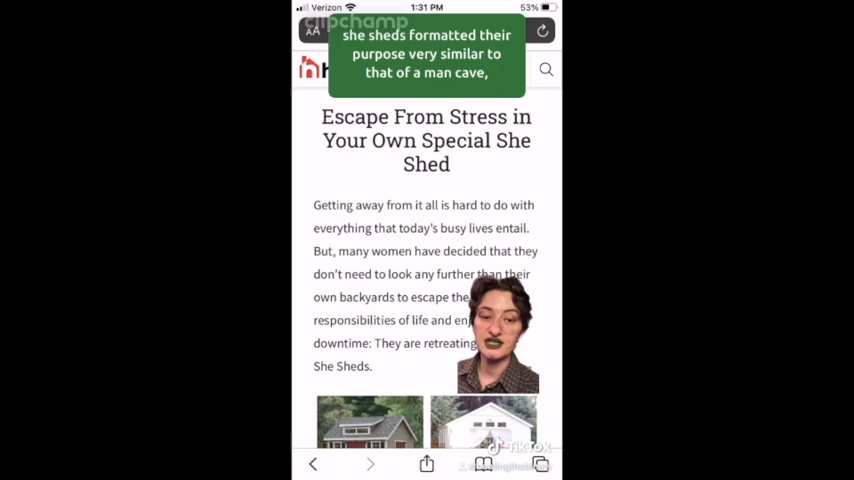 Verizon
1:31 PM
53%
clipchamp
AA
she sheds formatted their
purpose very similar to
that of a man cave,
h
Escape From Stress in
Your Own Special She
Shed
Getting away from it all is hard to do with
everything that today's busy lives entail.
But, many women have decided that they
don't need to look any further than their
own backyards to escape the
responsibilities of life and enj
downtime: They are retreating
She Sheds.
TikTok